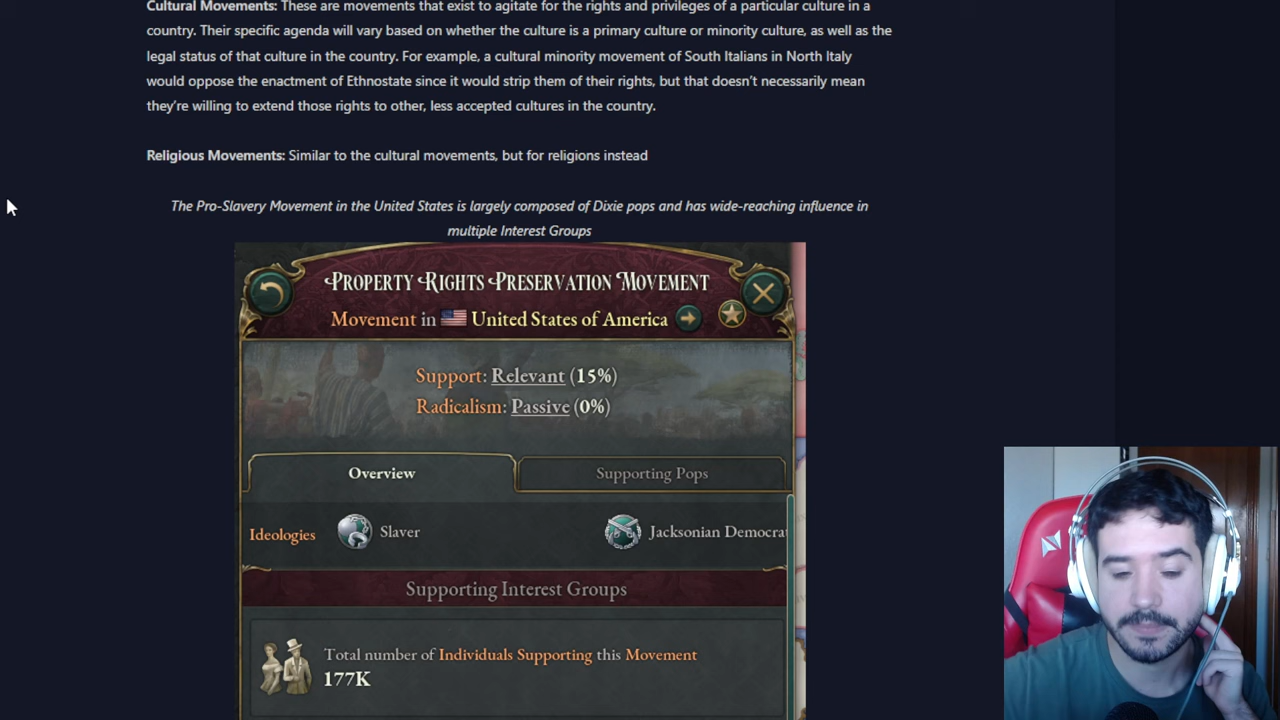 Cultural Movements: These are movements that exist to agitate for the rights and privileges of a particular culture in a
country. Their specific agenda will vary based on whether the culture is a primary culture or minority culture, as well as the
legal status of that culture in the country. For example, a cultural minority movement of South Italians in North Italy
would oppose the enactment of Ethnostate since it would strip them of their rights, but that doesn't necessarily mean
they're willing to extend those rights to other, less accepted cultures in the country.
Religious Movements: Similar to the cultural movements, but for religions instead
The Pro-Slavery Movement in the United States is largely composed of Dixie pops and has wide-reaching influence in
multiple Interest Groups
Property Rights Preservation Movement
Movement in United States of America
Support: Relevant (15%)
Radicalism: Passive (0%)
Overview
Supporting Pops
Ideologies
Slaver
Jacksonian Democra
Supporting Interest Groups
Total number of Individuals Supporting this Movement
177K